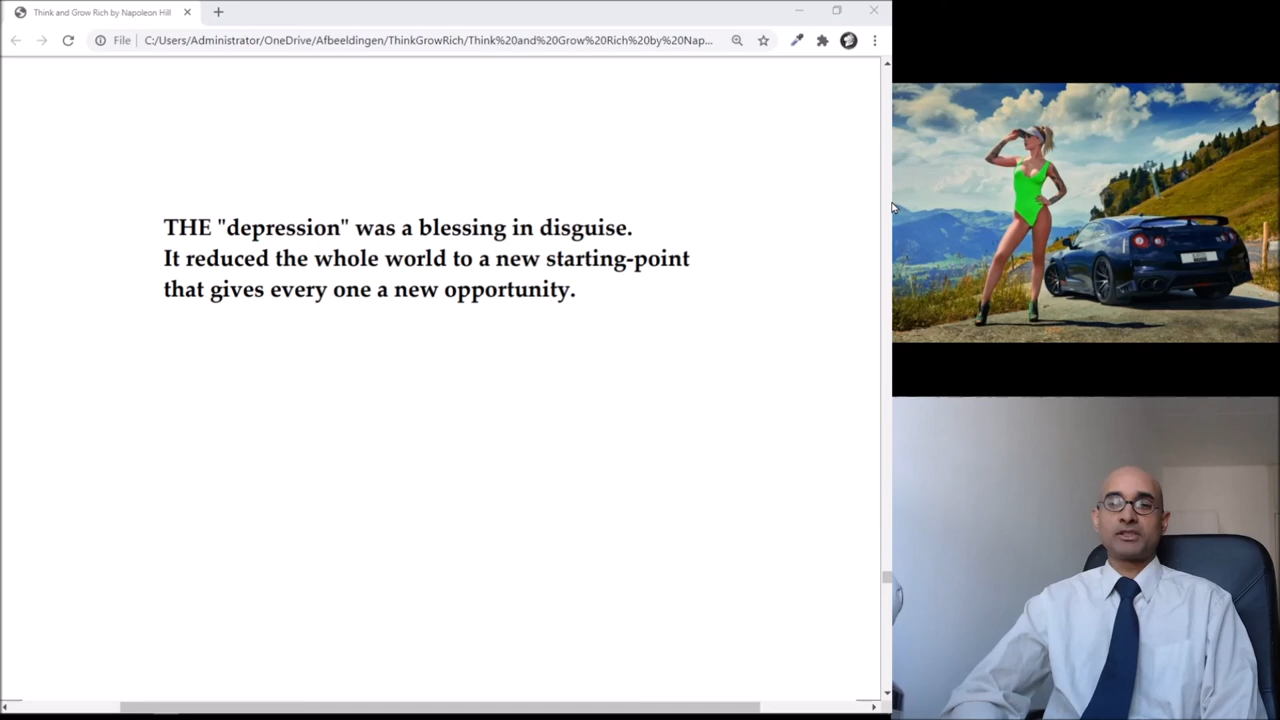 Think and Grow Rich by Napoleon Hill
File C:/Users/Administrator/OneDrive/Afbeeldingen/ThinkGrowRich/Think%20and%20Grow%20Rich%20by%20Nap...
THE "depression" was a blessing in disguise.
It reduced the whole world to a new starting-point
that gives every one a new opportunity.